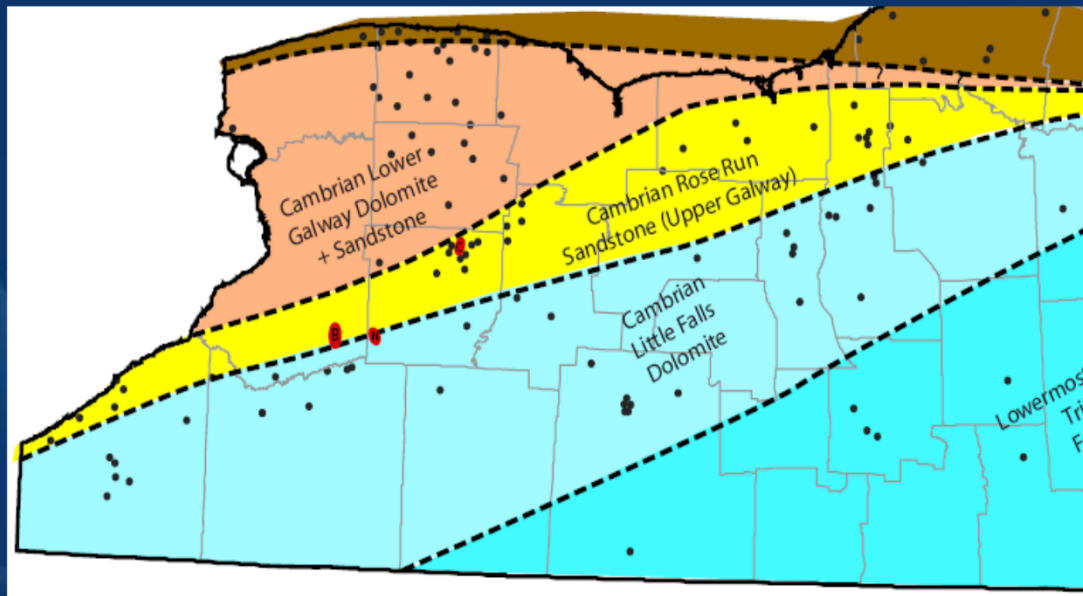 Cambrian Lower
Galway Dolomite
+ Sandstone
Cambrian Rose Run
Sandstone (Upper Galway)
Cambrian
Little Falls
Dolomite
B
Lowermos
Tri
F